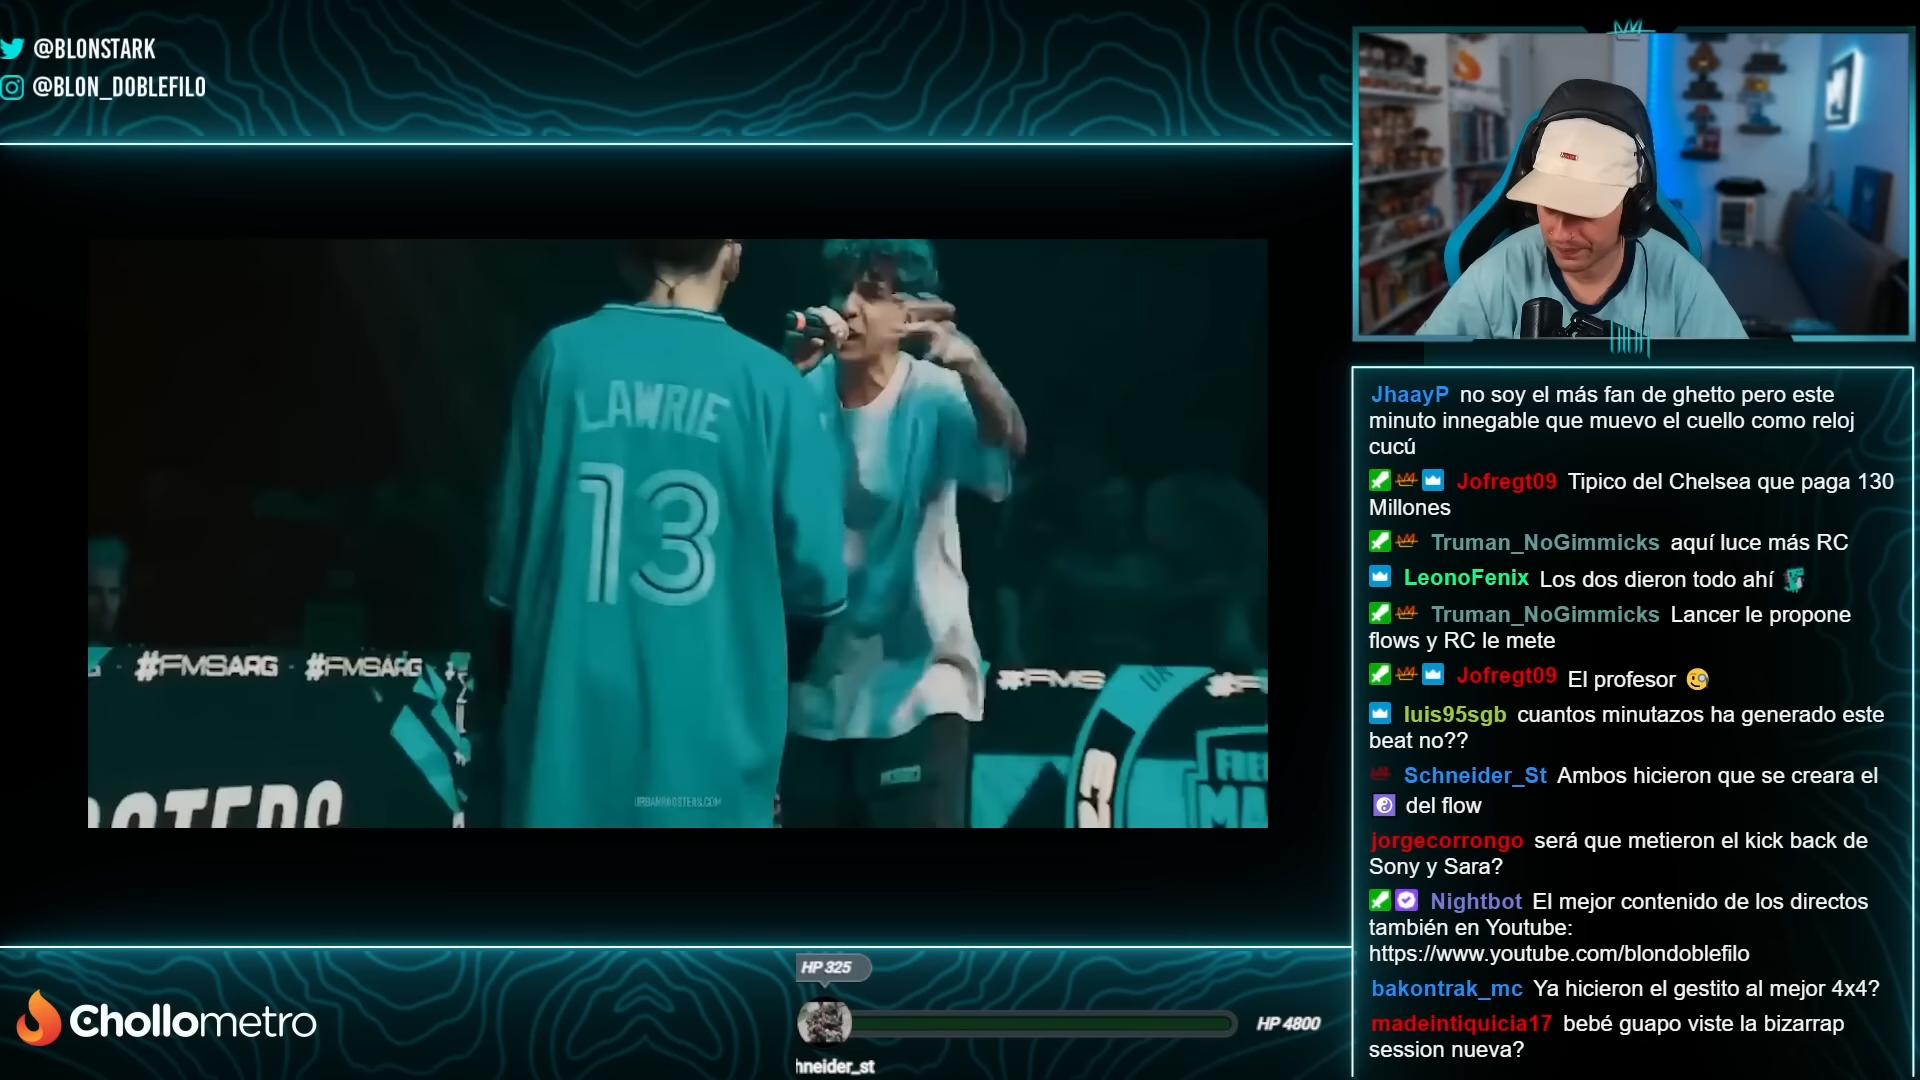 @BLONSTARK
@BLON_DOBLEFILO
LAWRIE
13
#FMSARG · #FMSARG
#FMS
URBANROOSTERS.COM
JhaayP no soy el más fan de ghetto pero este
minuto innegable que muevo el cuello como reloj
cucú
Jofregt09 Tipico del Chelsea que paga 130
Millones
Truman_NoGimmicks aquí luce más RC
LeonoFenix Los dos dieron todo ahí
Truman_NoGimmicks Lancer le propone
flows y RC le mete
Jofregt09 El profesor
luis95sgb cuantos minutazos ha generado este
beat no??
Schneider_St Ambos hicieron que se creara el
del flow
jorgecorrongo será que metieron el kick back de
Sony y Sara?
Nightbot El mejor contenido de los directos
también en Youtube:
https://www.youtube.com/blondoblefilo
bakontrak_mc Ya hicieron el gestito al mejor 4x4?
madeintiquicia17 bebé guapo viste la bizarrap
session nueva?
Chollometro
HP 325
HP 4800
hneider_st